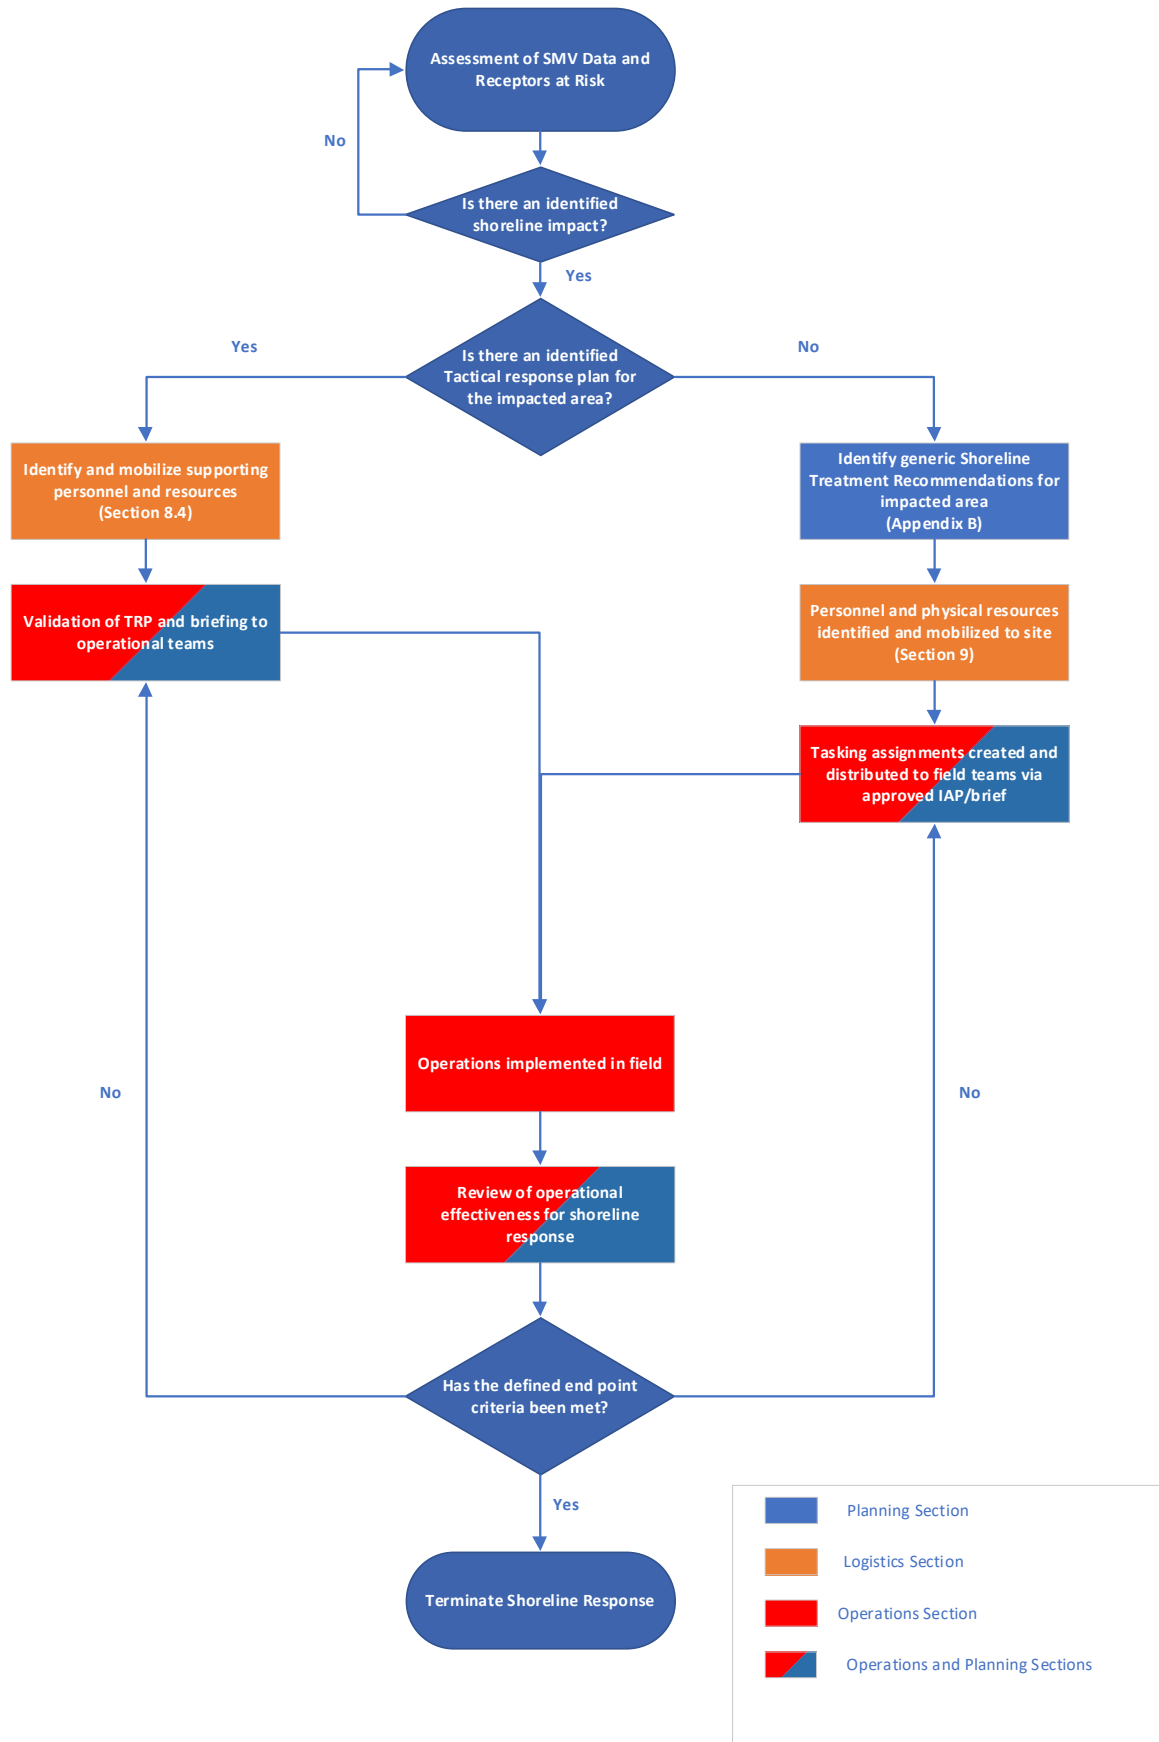 Assessment of SMV Data and
Receptors at Risk
No
Is there an identified
shoreline impact?
Yes
Is there an identified
Tactical response plan for
the impacted area?
Yes
No
Identify and mobilize supporting
personnel and resources
(Section 8.4)
Identify generic Shoreline
Treatment Recommendations for
impacted area
(Appendix B)
Validation of TRP and briefing to
operational teams
Personnel and physical resources
identified and mobilized to site
(Section 9)
Tasking assignments created and
distributed to field teams via
approved IAP/brief
Operations implemented in field
No
No
Review of operational
effectiveness for shoreline
response
Has the defined end point
criteria been met?
Yes
Terminate Shoreline Response
Planning Section
Logistics Section
Operations Section
Operations and Planning Sections